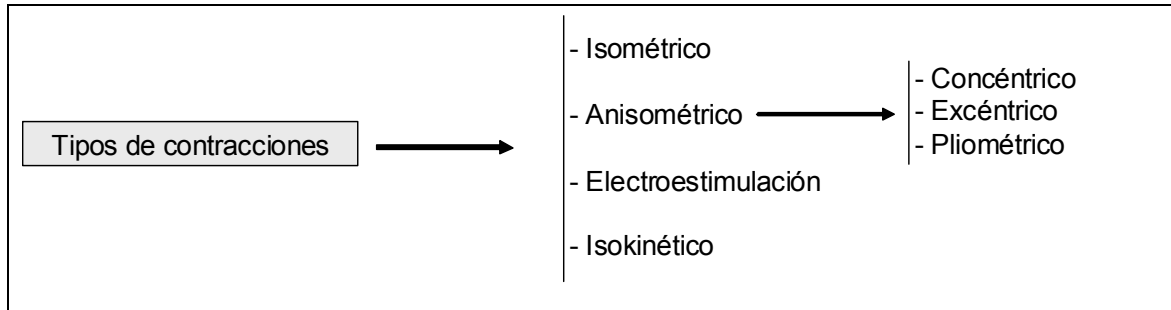 Tipos de contracciones
- Isométrico
- Anisométrico
- Electroestimulación
- Isokinético
- Concéntrico
- Excéntrico
- Pliométrico